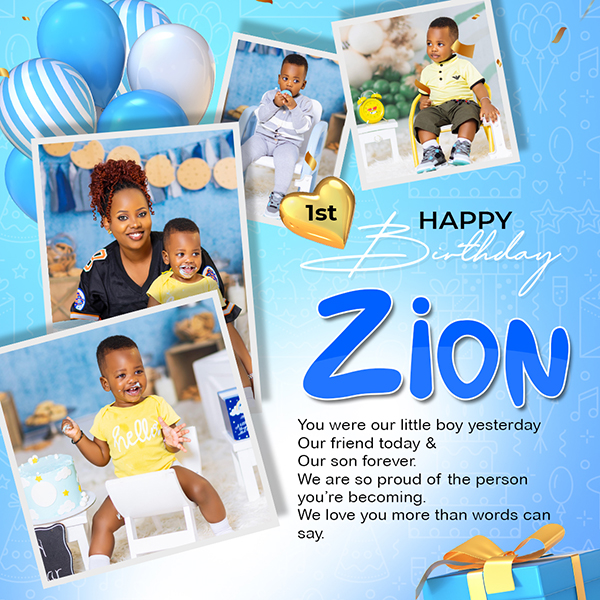 1st
HAPPY
Birthday
Zion
You were our little boy yesterday
Our friend today &
Our son forever.
We are so proud of the person
you're becoming.
We love you more than words can
say.
hello